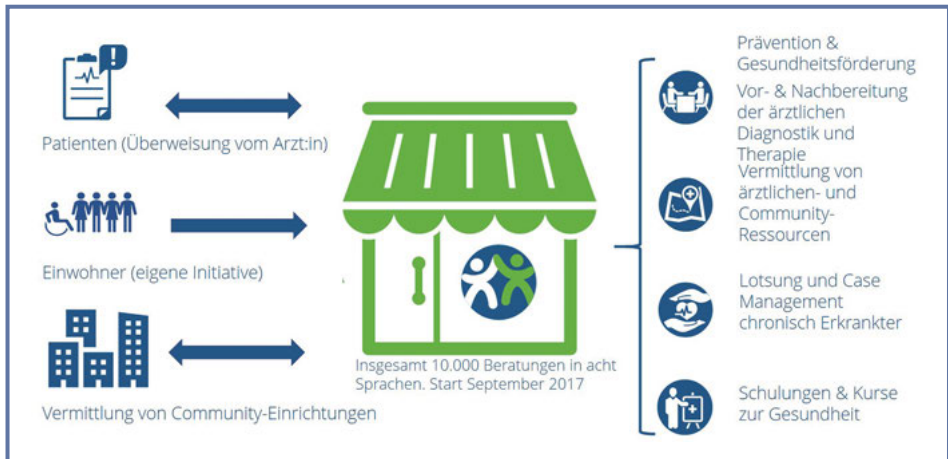 Patienten (Überweisung vom Arzt:in)
Einwohner (eigene Initiative)
Vermittlung von Community-Einrichtungen
Insgesamt 10.000 Beratungen in acht
Sprachen. Start September 2017
Prävention &
Gesundheitsförderung
Vor- & Nachbereitung
der ärztlichen
Diagnostik und
Therapie
Vermittlung von
ärztlichen- und
Community-
Ressourcen
Lotsung und Case
Management
chronisch Erkrankter
Schulungen & Kurse
zur Gesundheit